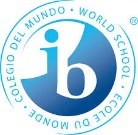 COLEGIO DEL MUNDO · WORLD SCHOOL · ÉCOLE DU MONDE ·
ib
®